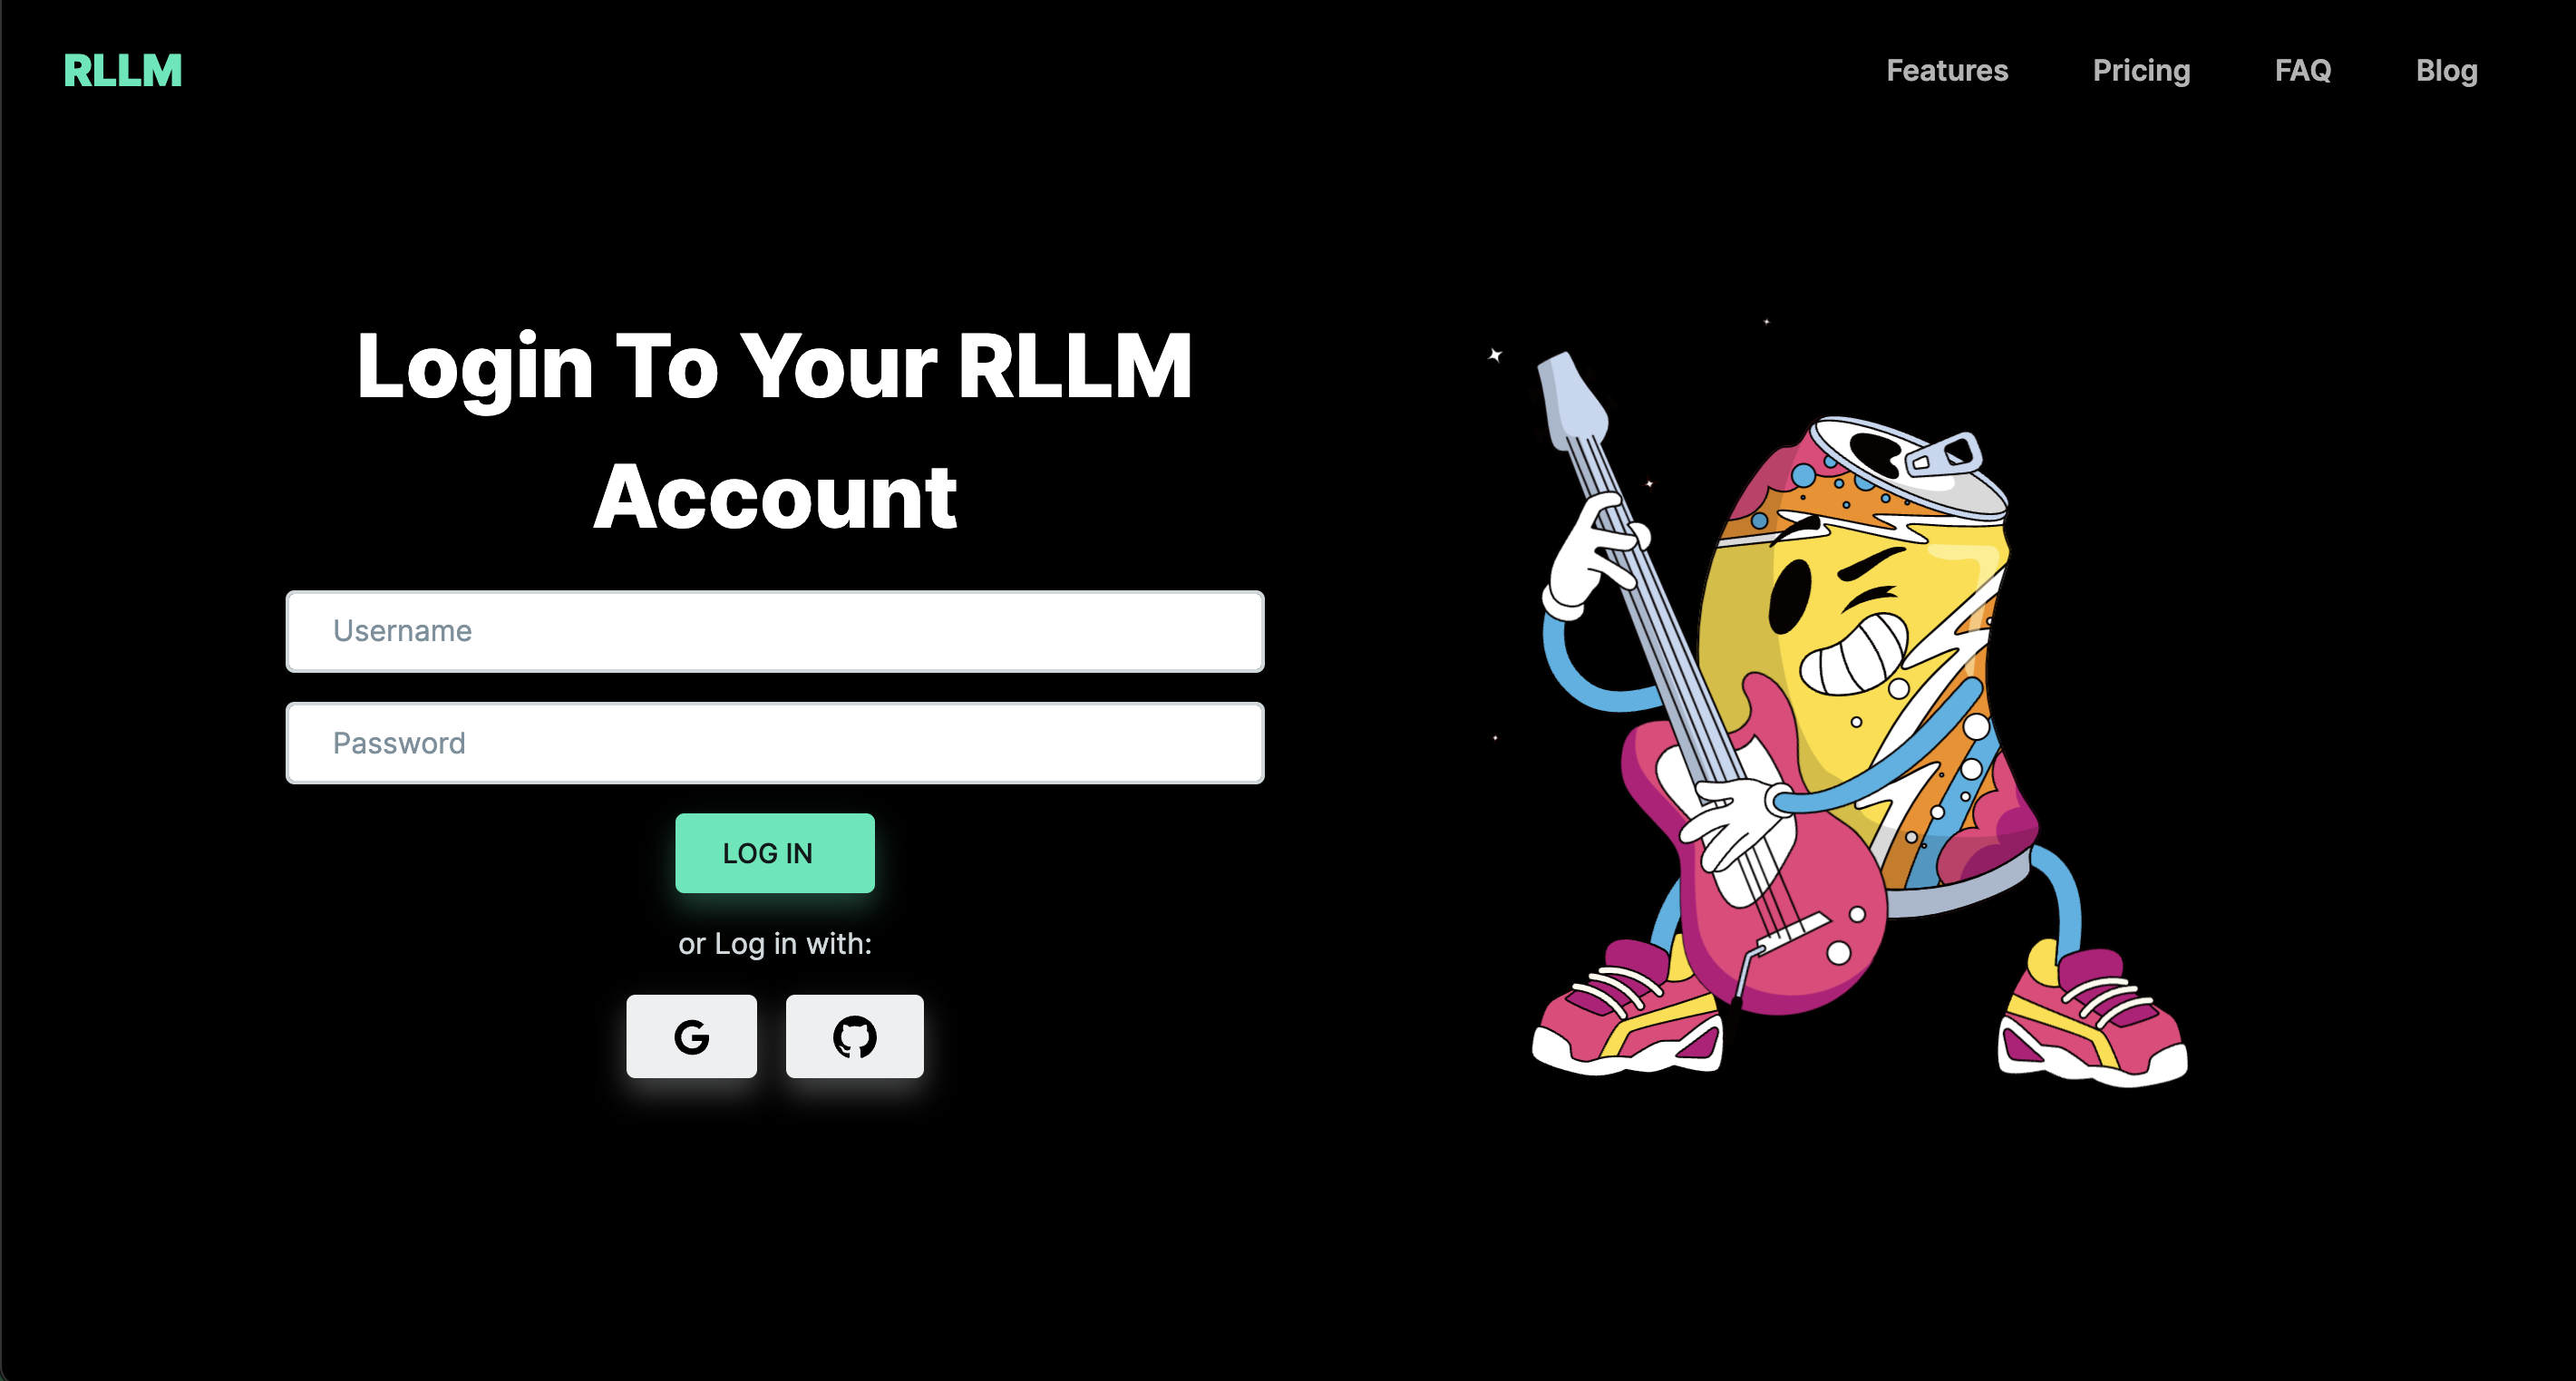 RLLM
Features Pricing FAQ Blog
Login To Your RLLM
Account
Username
Password
LOG IN
or Log in with: